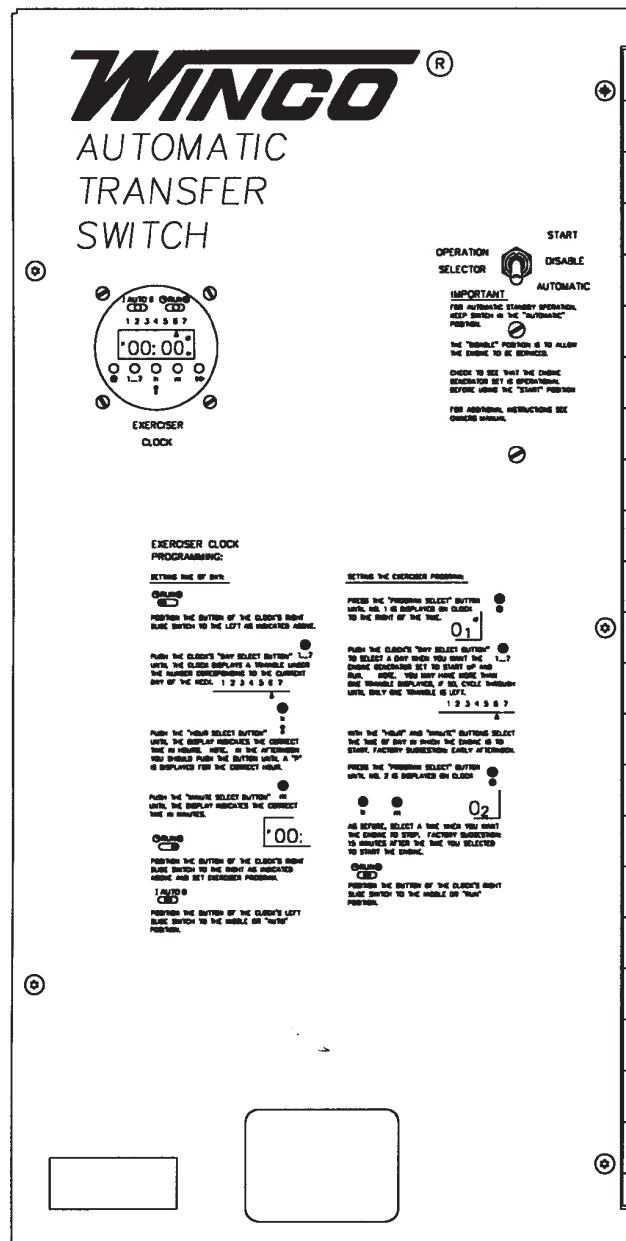 WINCO ®
AUTOMATIC
TRANSFER
SWITCH
START
OPERATION
SELECTOR
DISABLE
AUTOMATIC
IMPORTANT
FOR AUTOMATIC STANDBY OPERATION,
KEEP SWITCH IN THE "AUTOMATIC"
POSITION.
THE "DISABLE" POSITION IS TO ALLOW
THE ENGINE TO BE SERVICED.
CHECK TO SEE THAT THE ENGINE
GENERATOR SET IS OPERATIONAL
BEFORE USING THE "START" POSITION
FOR ADDITIONAL INSTRUCTIONS SEE
OWNERS MANUAL.
I AUTO 0 RUN
1 2 3 4 5 6 7
00:00
1...7 h m
EXERCISER
CLOCK
EXERCISER CLOCK
PROGRAMMING:
SETTING TIME OF DAY:
RUN
POSITION THE BUTTON OF THE CLOCK'S RIGHT
SLIDE SWITCH TO THE LEFT AS INDICATED ABOVE.
PUSH THE CLOCK'S "DAY SELECT BUTTON" 1...7
UNTIL THE CLOCK DISPLAYS A TRIANGLE UNDER
THE NUMBER CORRESPONDING TO THE CURRENT
DAY OF THE WEEK. 1 2 3 4 5 6 7
PUSH THE "HOUR SELECT BUTTON" h
UNTIL THE DISPLAY INDICATES THE CORRECT
TIME IN HOURS. NOTE, IN THE AFTERNOON
YOU SHOULD PUSH THE BUTTON UNTIL A "P"
IS DISPLAYED FOR THE CORRECT HOUR.
PUSH THE "MINUTE SELECT BUTTON" m
UNTIL THE DISPLAY INDICATES THE CORRECT
TIME IN MINUTES.
00:
RUN
POSITION THE BUTTON OF THE CLOCK'S RIGHT
SLIDE SWITCH TO THE RIGHT AS INDICATED
ABOVE AND SET EXERCISER PROGRAM.
I AUTO 0
POSITION THE BUTTON OF THE CLOCK'S LEFT
SLIDE SWITCH TO THE MIDDLE OR "AUTO"
POSITION.
SETTING THE EXERCISER PROGRAM:
PRESS THE "PROGRAM SELECT" BUTTON
UNTIL NO. 1 IS DISPLAYED ON CLOCK
TO THE RIGHT OF THE TIME.
0 1
PUSH THE CLOCK'S "DAY SELECT BUTTON"
TO SELECT A DAY WHEN YOU WANT THE 1...7
ENGINE GENERATOR SET TO START UP AND
RUN. NOTE, YOU MAY HAVE MORE THAN
ONE TRIANGLE DISPLAYED, IF SO, CYCLE THROUGH
UNTIL ONLY ONE TRIANGLE IS LEFT.
1 2 3 4 5 6 7
WITH THE "HOUR" AND "MINUTE" BUTTONS SELECT
THE TIME OF DAY IN WHICH THE ENGINE IS TO
START. FACTORY SUGGESTION: EARLY AFTERNOON.
PRESS THE "PROGRAM SELECT" BUTTON
UNTIL NO. 2 IS DISPLAYED ON CLOCK
h m
0 2
AS BEFORE, SELECT A TIME WHEN YOU WANT
THE ENGINE TO STOP. FACTORY SUGGESTION:
15 MINUTES AFTER THE TIME YOU SELECTED
TO START THE ENGINE.
RUN
POSITION THE BUTTON OF THE CLOCK'S RIGHT
SLIDE SWITCH TO THE MIDDLE OR "RUN"
POSITION.